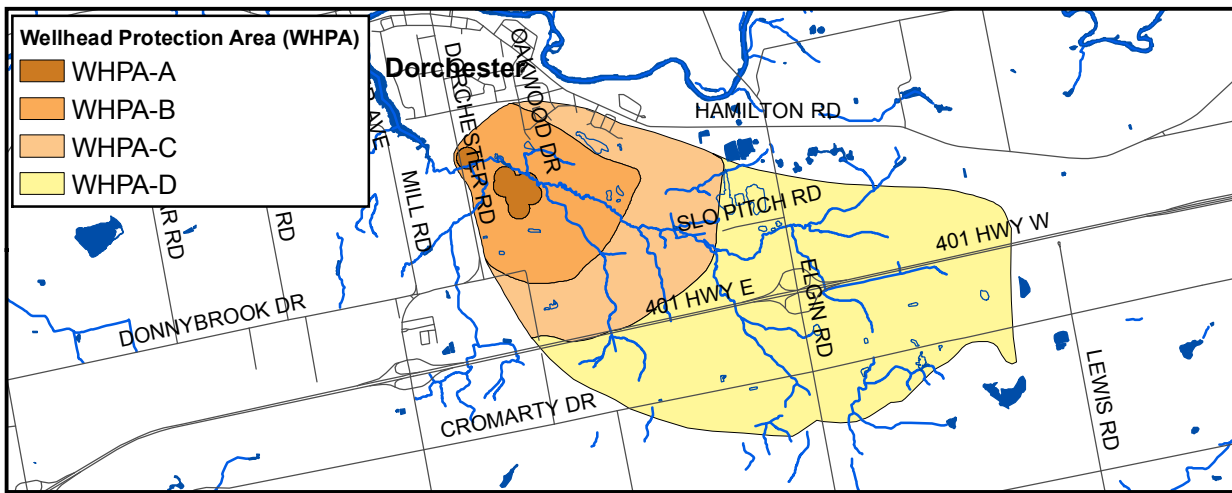 Wellhead Protection Area (WHPA)
WHPA-A
WHPA-B
WHPA-C
WHPA-D
Dorchester
DORCHESTER RD
OAKWOOD DR
HAMILTON RD
AVE
MILL RD
RD
RD
SLO PITCH RD
401 HWY W
401 HWY E
ELGIN RD
DONNYBROOK DR
CROMARTY DR
LEWIS RD